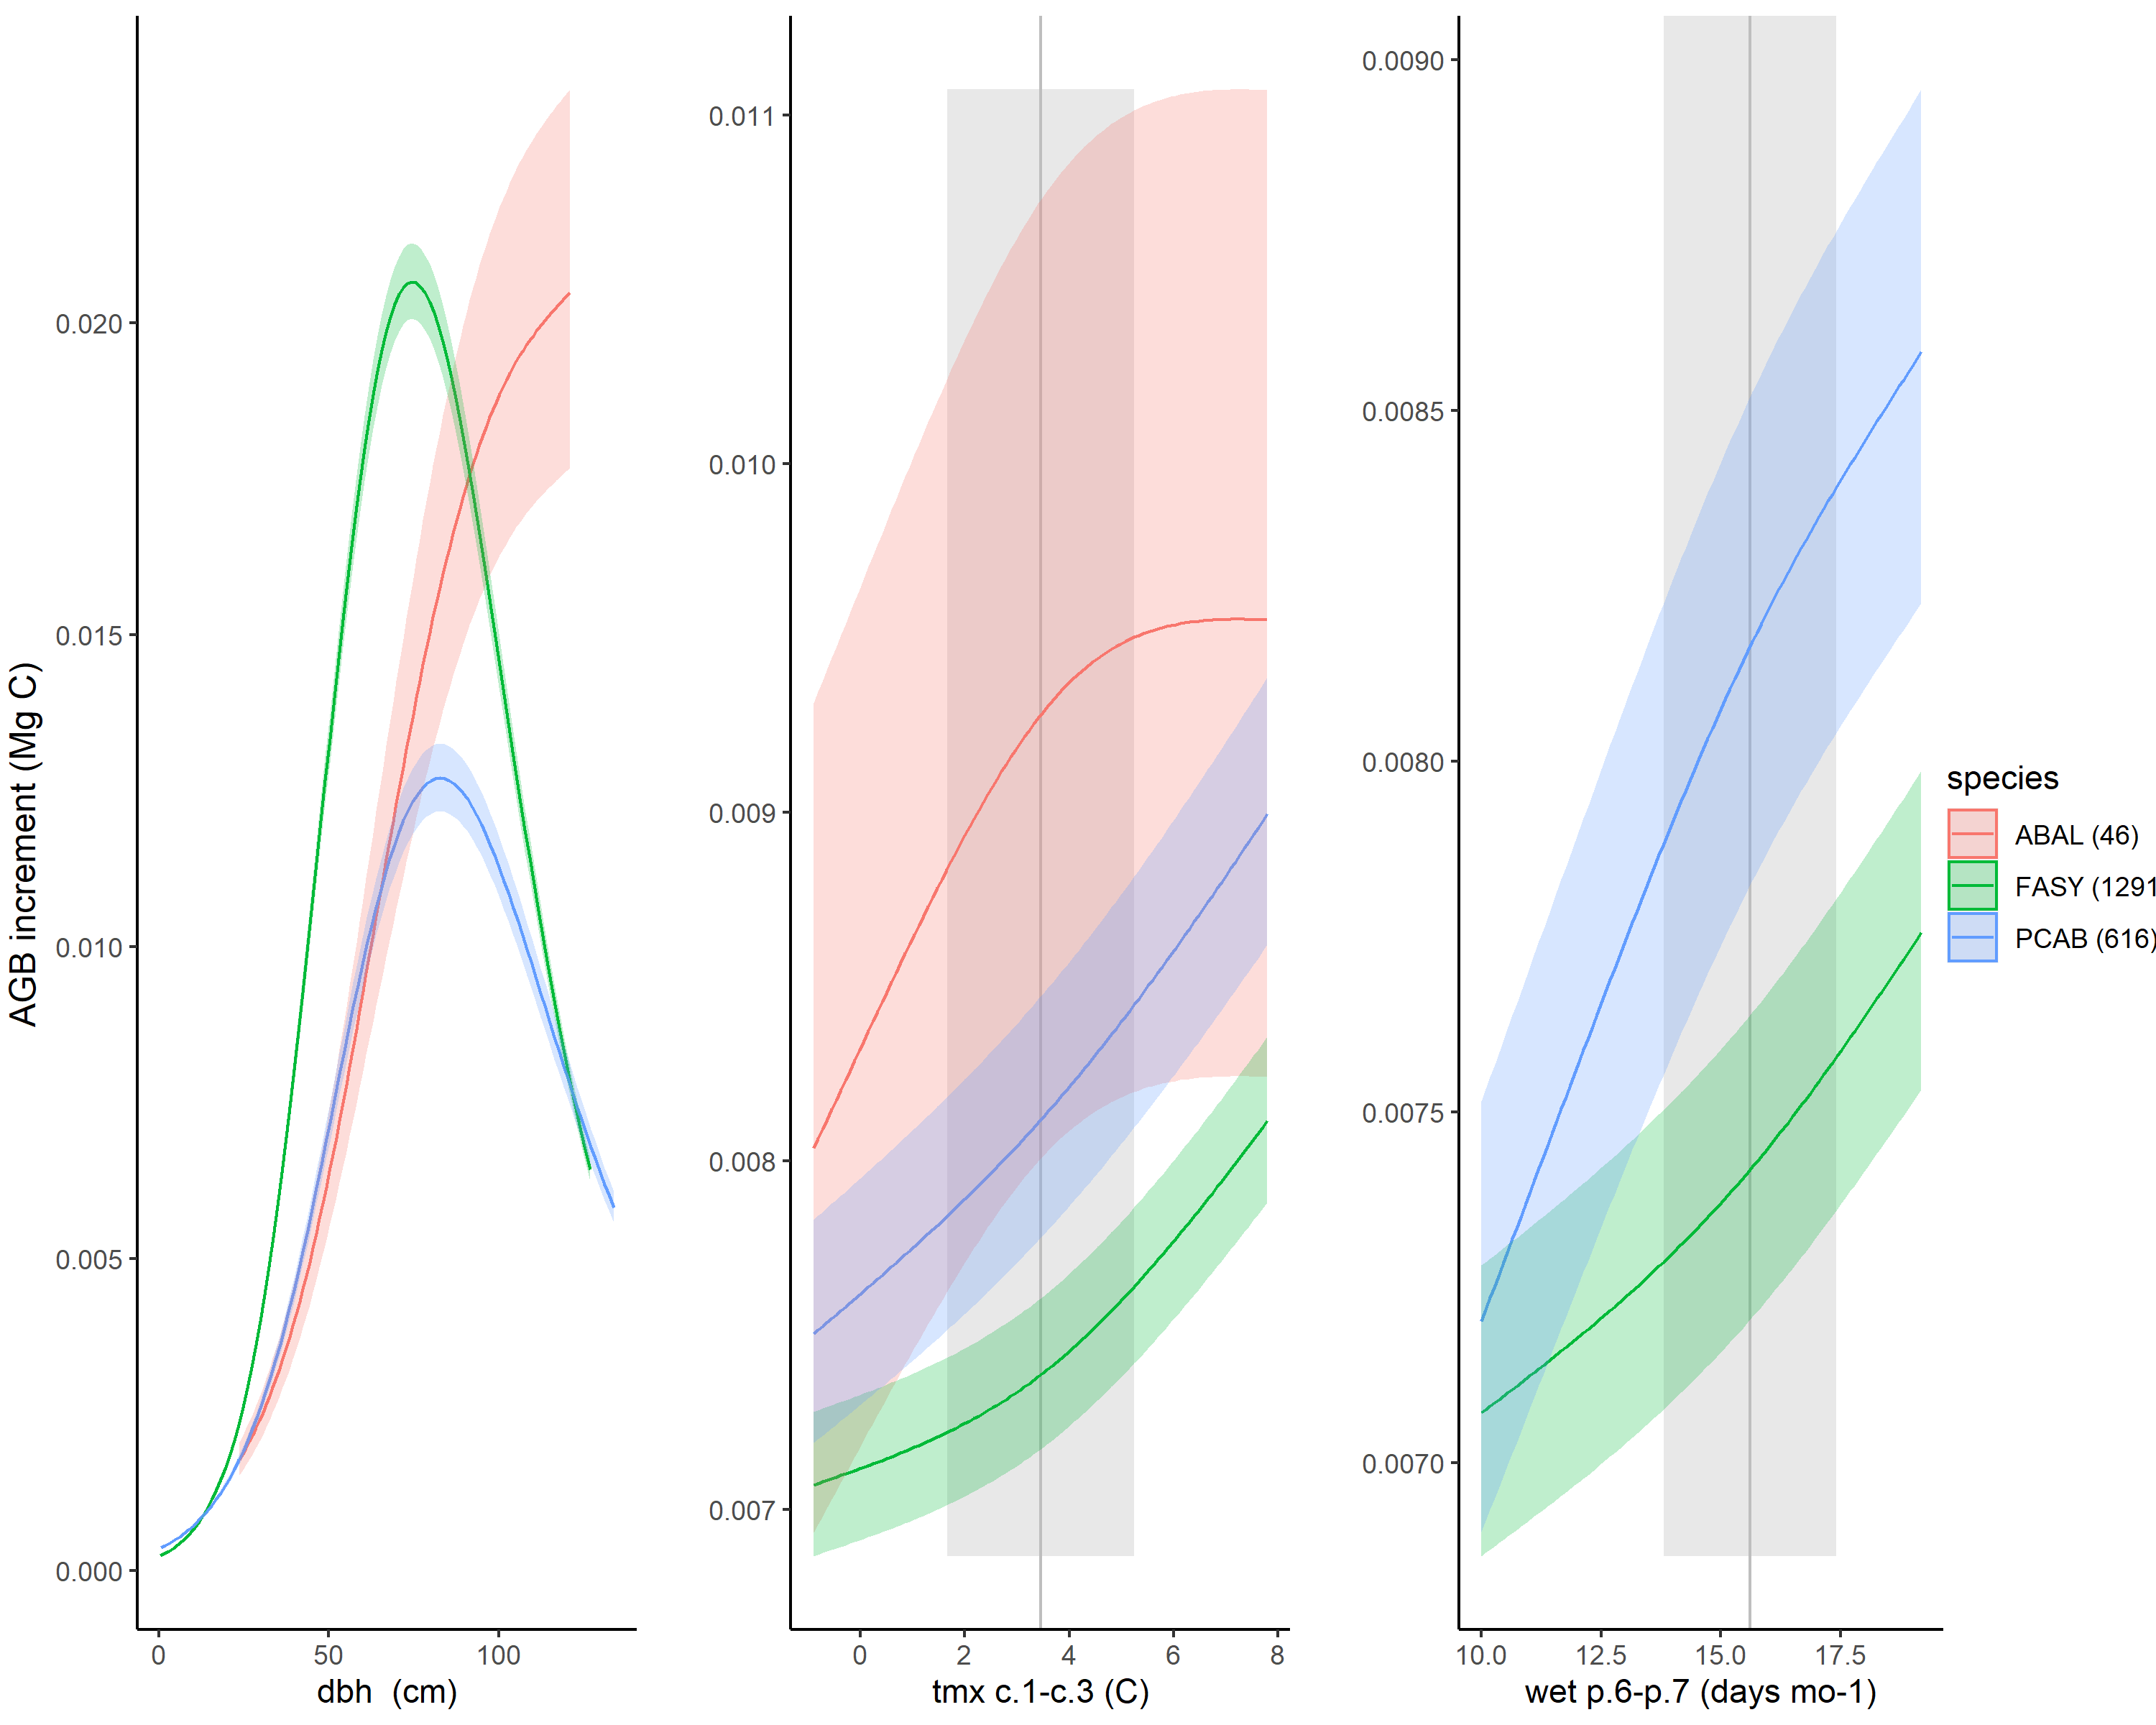 AGB increment (Mg C)
0.020
0.015
0.010
0.005
0.000
0 50 100
dbh  (cm)
0.011
0.010
0.009
0.008
0.007
0 2 4 6 8
tmx c.1-c.3 (C)
0.0090
0.0085
0.0080
0.0075
0.0070
10.0 12.5 15.0 17.5
wet p.6-p.7 (days mo-1)
species
ABAL (46)
FASY (1291
PCAB (616)